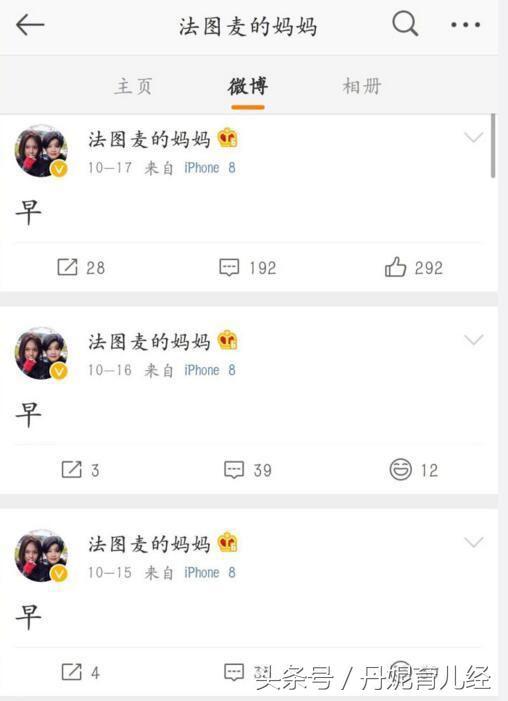 法图麦的妈妈
主页 微博 相册
法图麦的妈妈
10-17 来自 iPhone 8
早
28 192 292
法图麦的妈妈
10-16 来自 iPhone 8
早
3 39 12
法图麦的妈妈
10-15 来自 iPhone 8
早
4
头条号 / 丹妮育儿经